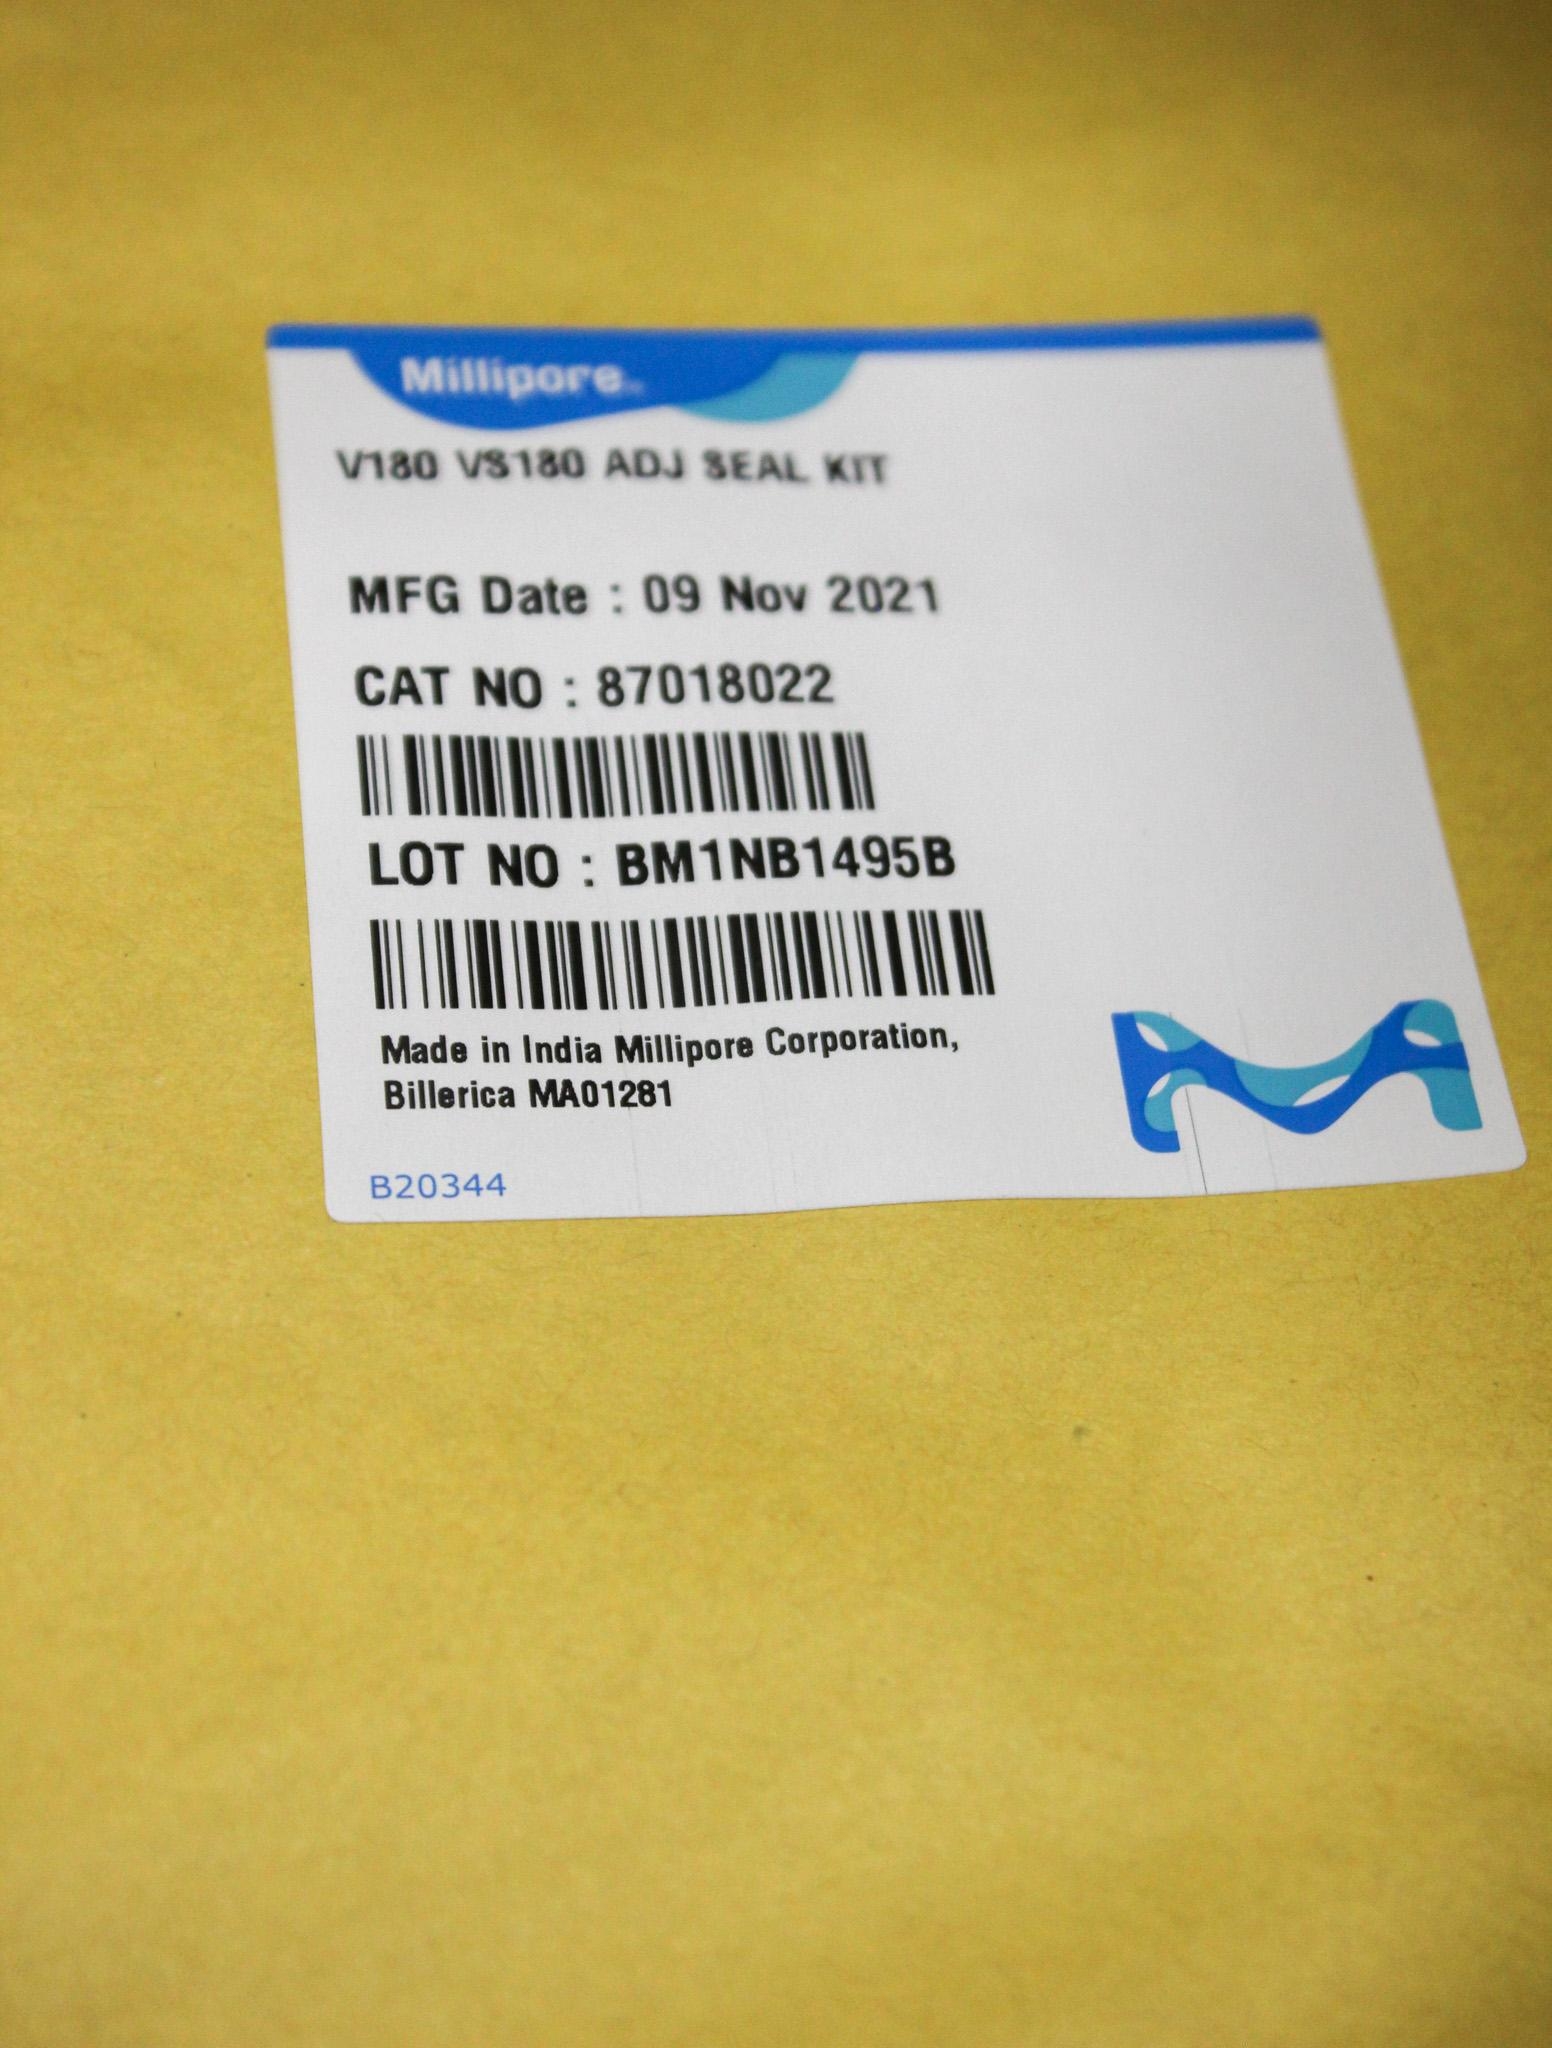 Millipore™
V180 VS180 ADJ SEAL KIT
MFG Date : 09 Nov 2021
CAT NO : 87018022
LOT NO : BM1NB1495B
Made in India Millipore Corporation,
Billerica MA01281
B20344